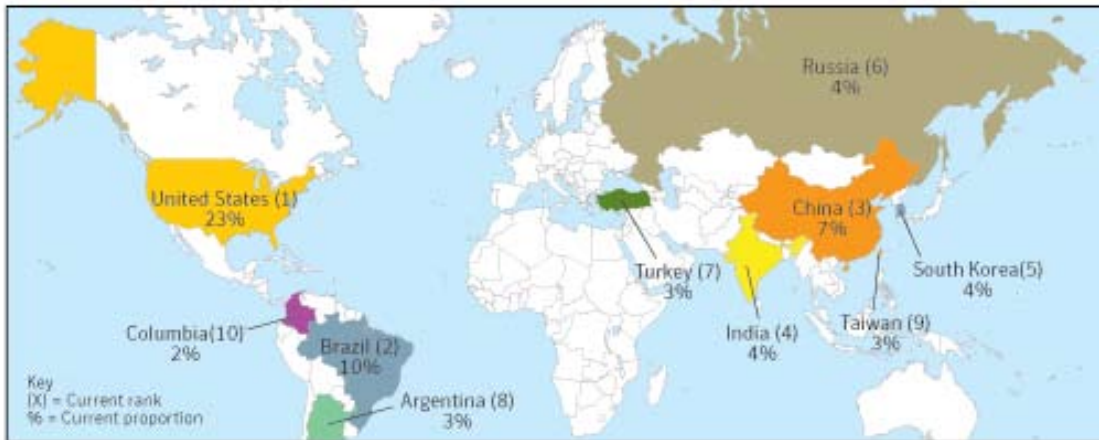 Russia (6)
4%
United States (1)
23%
China (3)
7%
Turkey (7)
3%
South Korea(5)
4%
India (4)
4%
Taiwan (9)
3%
Columbia(10)
2%
Brazil (2)
10%
Argentina (8)
3%
Key
(X) = Current rank
% = Current proportion